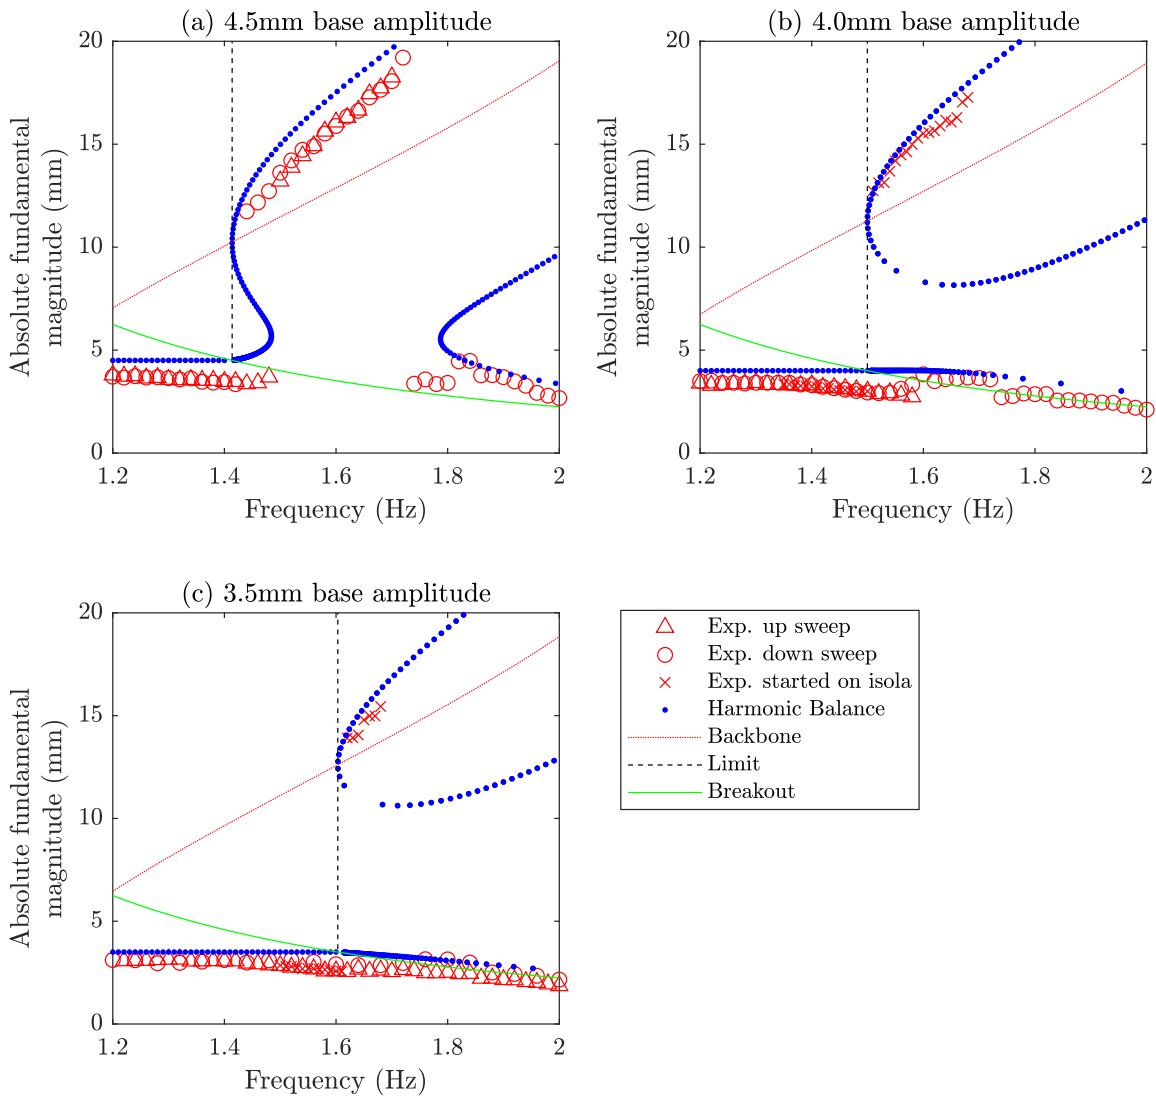 (a) 4.5mm base amplitude
20
15
10
5
0
1.2 1.4 1.6 1.8 2
Frequency (Hz)
Absolute fundamental
magnitude (mm)
(b) 4.0mm base amplitude
20
15
10
5
0
1.2 1.4 1.6 1.8 2
Frequency (Hz)
Absolute fundamental
magnitude (mm)
(c) 3.5mm base amplitude
20
15
10
5
0
1.2 1.4 1.6 1.8 2
Frequency (Hz)
Absolute fundamental
magnitude (mm)
Exp. up sweep
Exp. down sweep
Exp. started on isola
Harmonic Balance
Backbone
Limit
Breakout